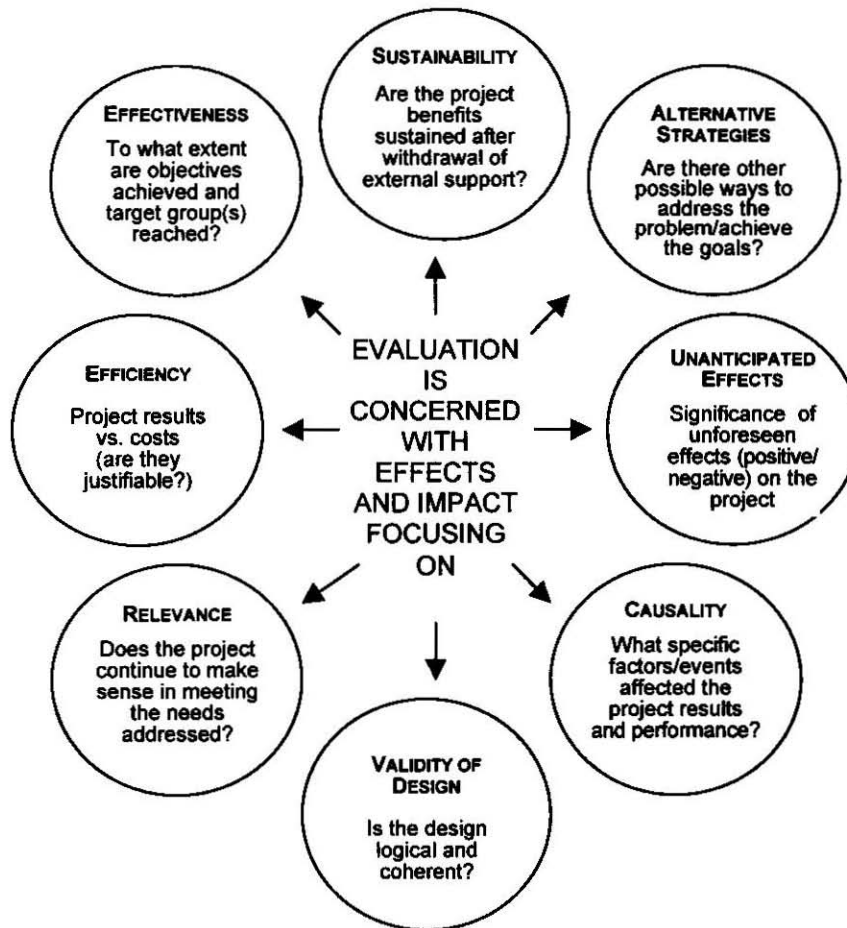 SUSTAINABILITY
Are the project
benefits
sustained after
withdrawal of
external support?
EFFECTIVENESS
To what extent
are objectives
achieved and
target group(s)
reached?
ALTERNATIVE
STRATEGIES
Are there other
possible ways to
address the
problem/achieve
the goals?
EFFICIENCY
Project results
vs. costs
(are they
justifiable?)
EVALUATION
IS
CONCERNED
WITH
EFFECTS
AND IMPACT
FOCUSING
ON
UNANTICIPATED
EFFECTS
Significance of
unforeseen
effects (positive/
negative) on the
project
RELEVANCE
Does the project
continue to make
sense in meeting
the needs
addressed?
CAUSALITY
What specific
factors/events
affected the
project results
and performance?
VALIDITY OF
DESIGN
Is the design
logical and
coherent?